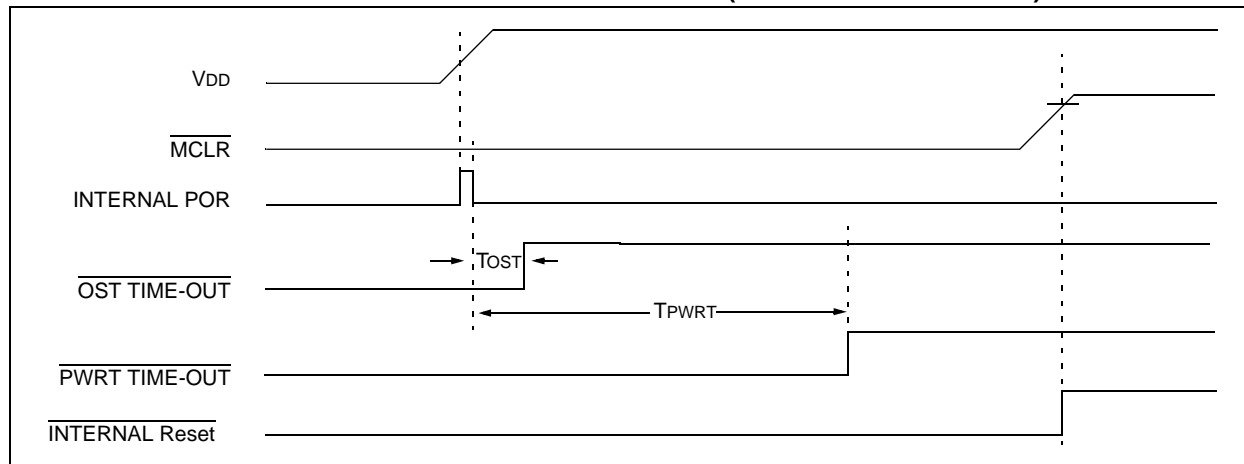 VDD
MCLR
INTERNAL POR
TOST
OST TIME-OUT
TPWRT
PWRT TIME-OUT
INTERNAL Reset